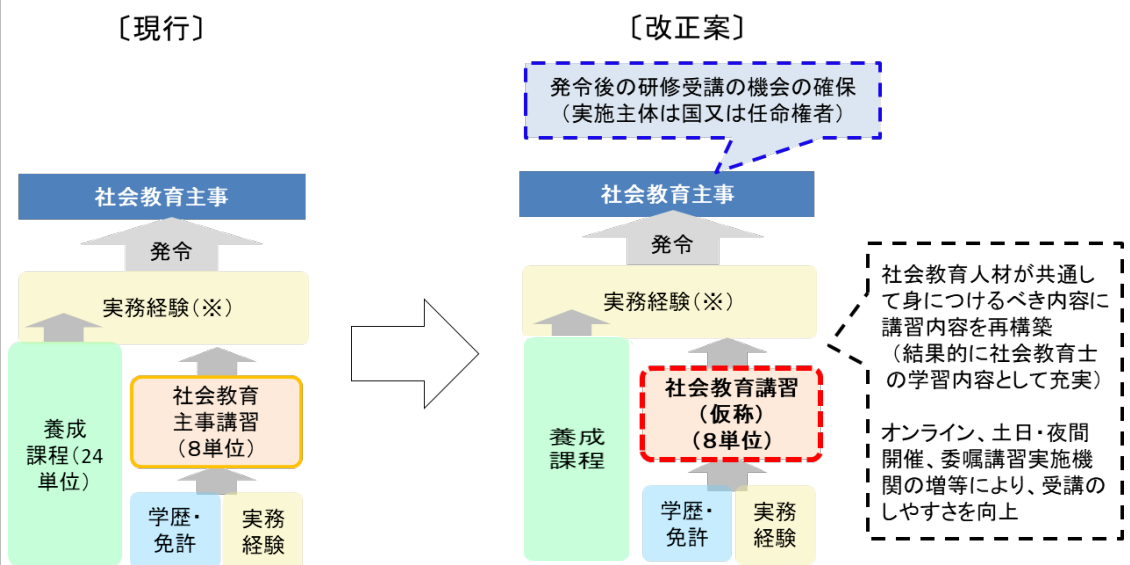 〔現行〕
社会教育主事
発令
実務経験(※)
養成
課程(24
単位)
社会教育
主事講習
(8単位)
学歴・
免許
実務
経験
〔改正案〕
発令後の研修受講の機会の確保
(実施主体は国又は任命権者)
社会教育主事
発令
実務経験(※)
養成
課程
社会教育講習
(仮称)
(8単位)
学歴・
免許
実務
経験
社会教育人材が共通し
て身につけるべき内容に
講習内容を再構築
(結果的に社会教育士
の学習内容として充実)
オンライン、土日・夜間
開催、委嘱講習実施機
関の増等により、受講の
しやすさを向上